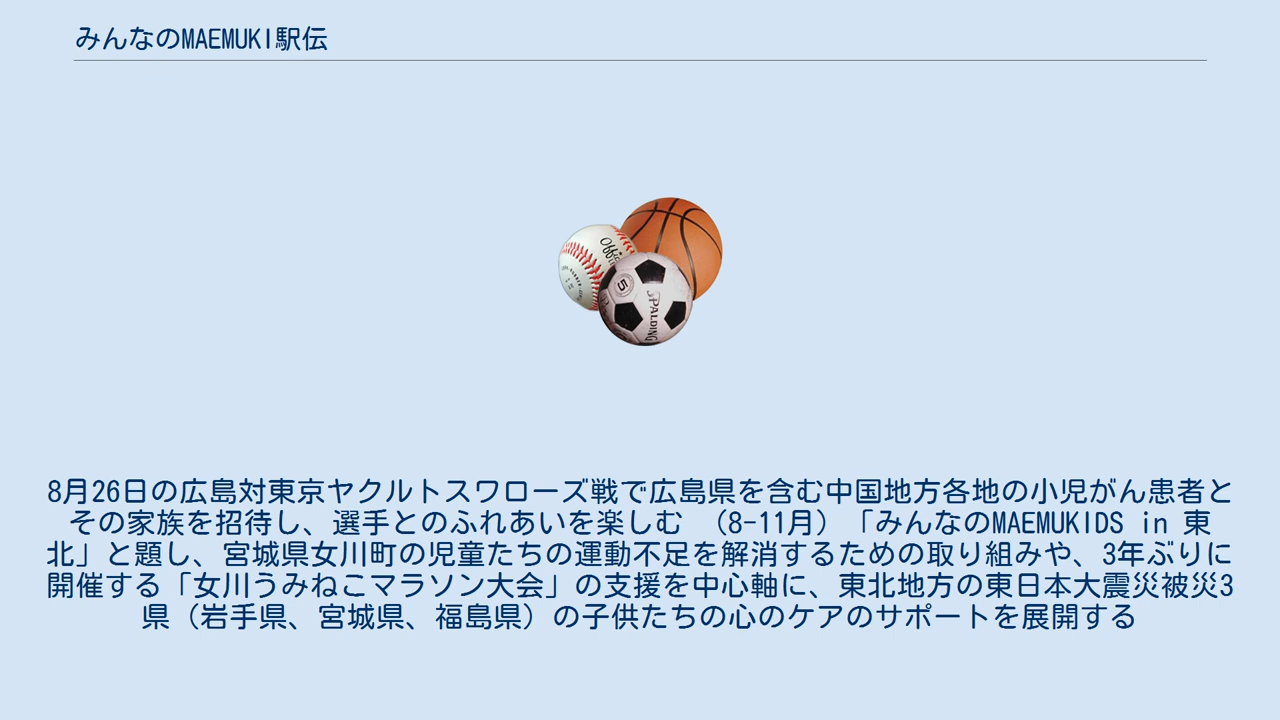 みんなのMAEMUKI駅伝
Offic
5
SPALDING
8月26日の広島対東京ヤクルトスワローズ戦で広島県を含む中国地方各地の小児がん患者と
その家族を招待し、選手とのふれあいを楽しむ （8-11月）「みんなのMAEMUKIDS in 東
北」と題し、宮城県女川町の児童たちの運動不足を解消するための取り組みや、3年ぶりに
開催する「女川うみねこマラソン大会」の支援を中心軸に、東北地方の東日本大震災被災3
県（岩手県、宮城県、福島県）の子供たちの心のケアのサポートを展開する